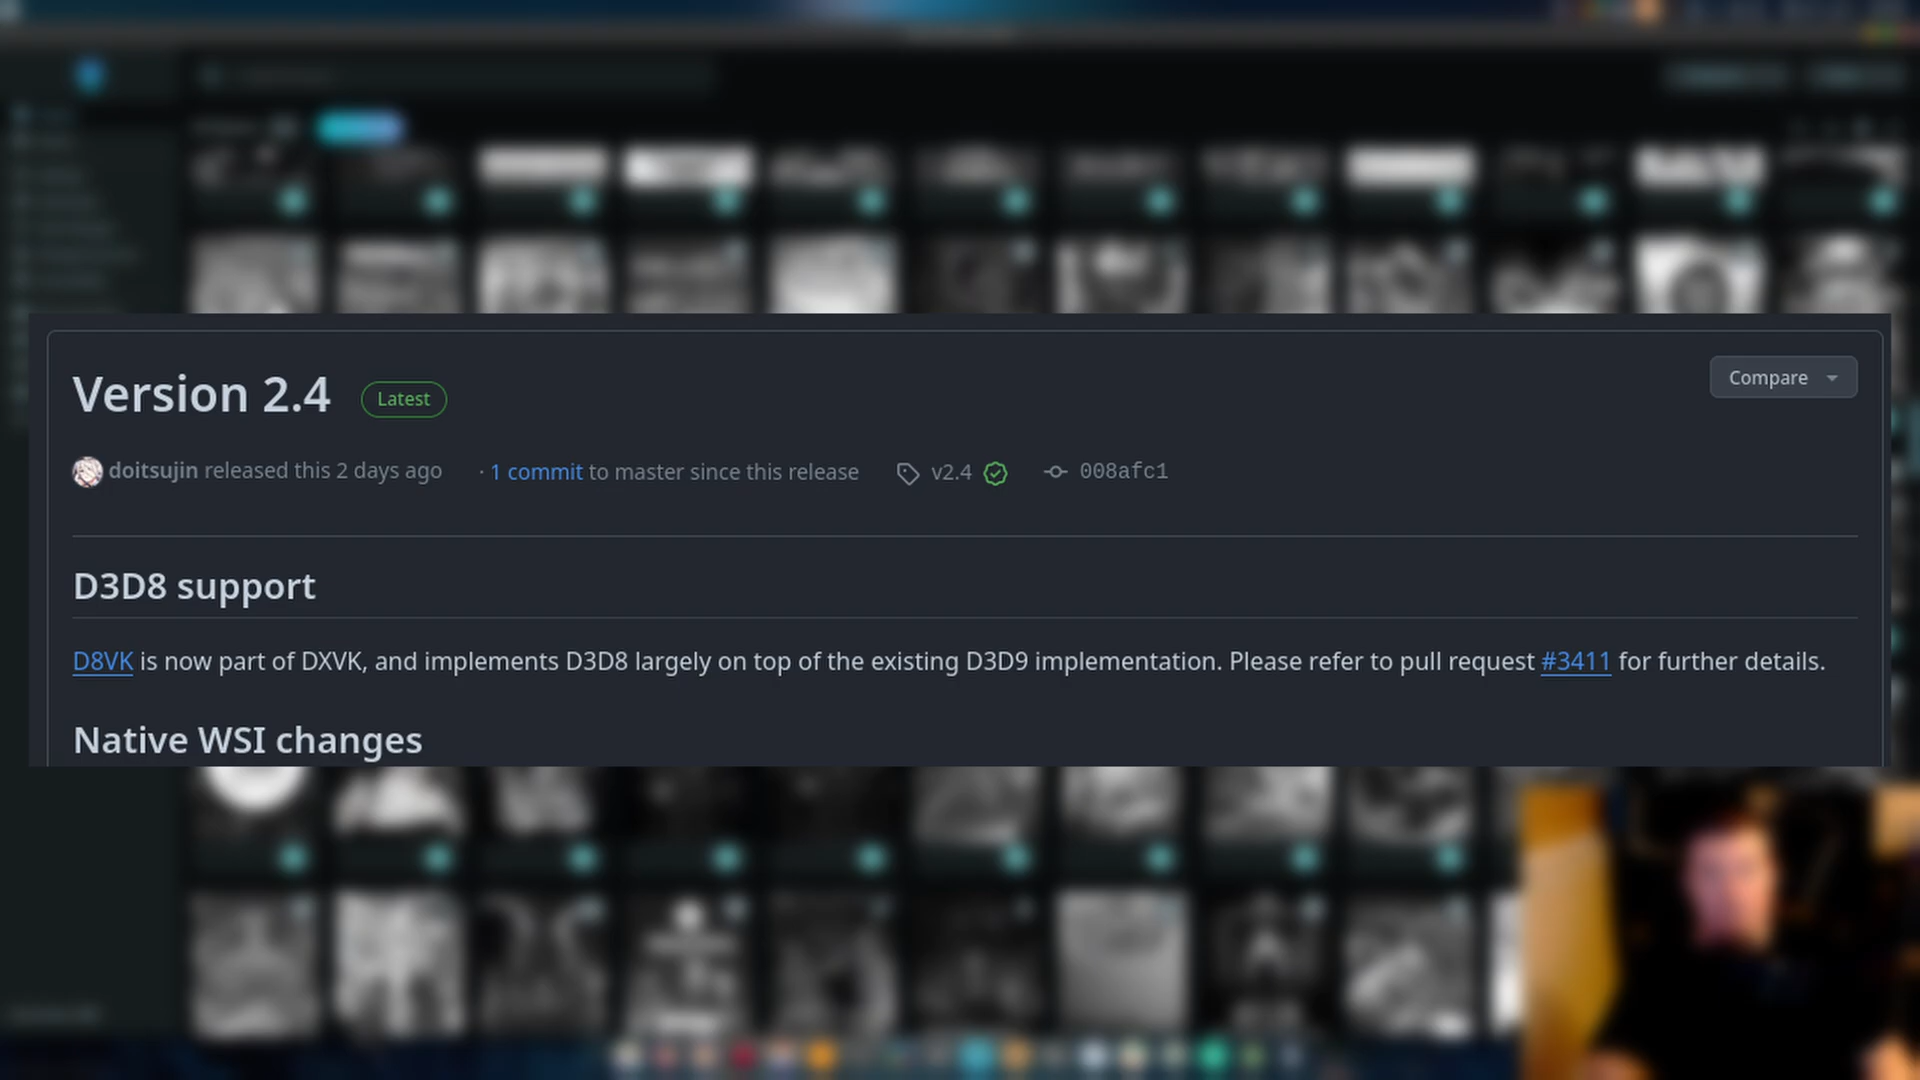 Version 2.4 Latest
Compare
doitsujin released this 2 days ago · 1 commit to master since this release v2.4 008afc1
D3D8 support
D8VK is now part of DXVK, and implements D3D8 largely on top of the existing D3D9 implementation. Please refer to pull request #3411 for further details.
Native WSI changes